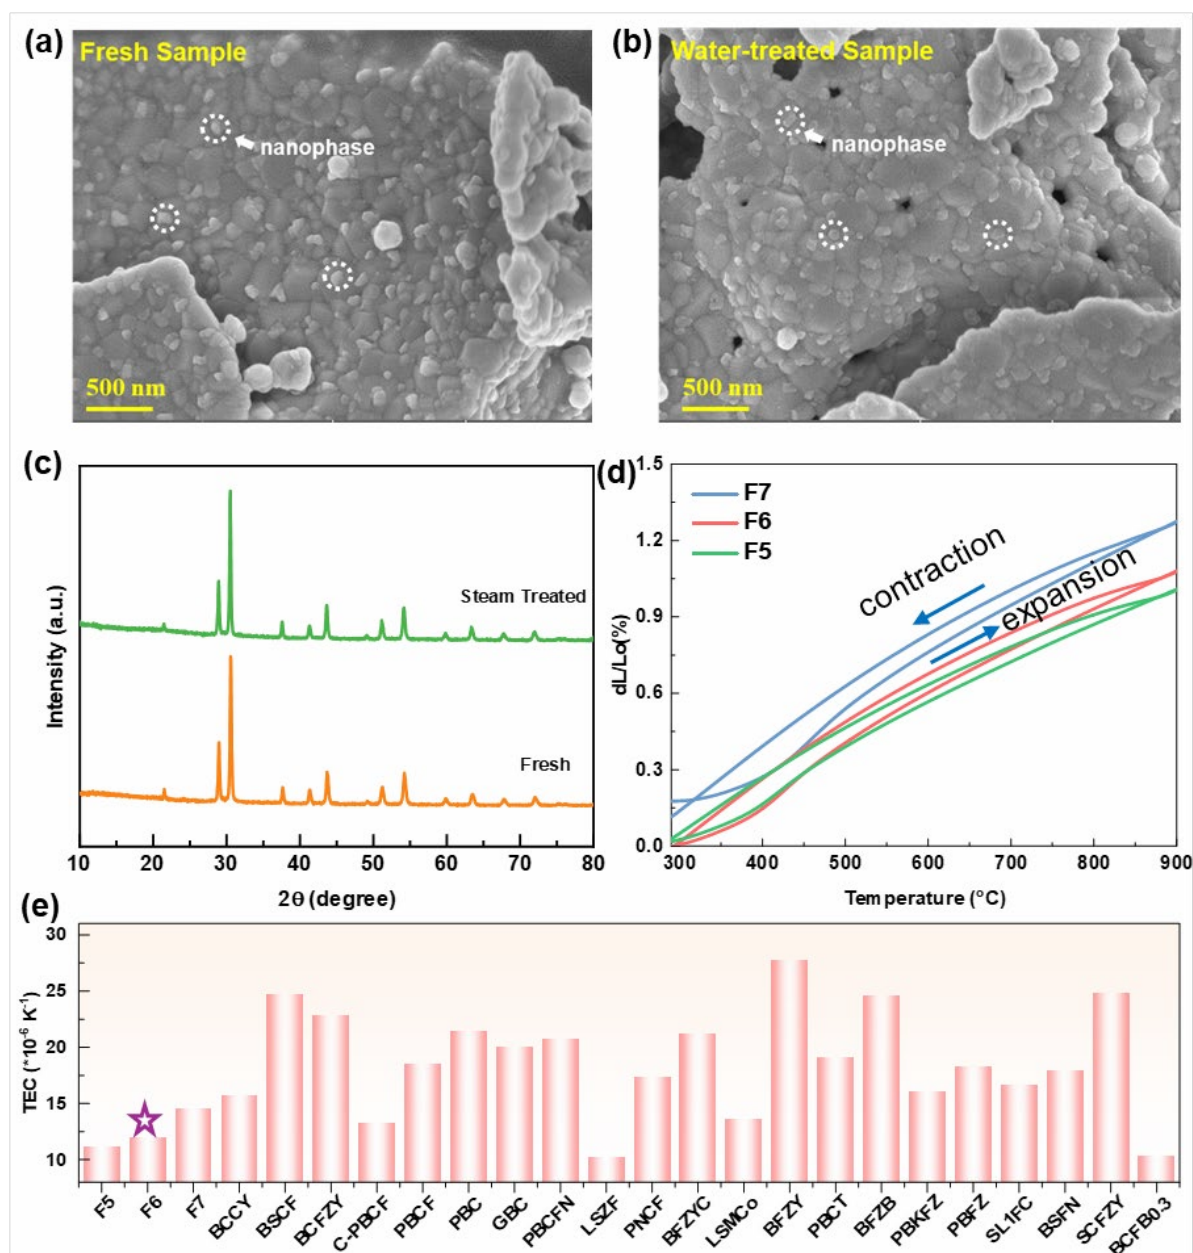 (a)
Fresh Sample
nanophase
500 nm
(b)
Water-treated Sample
nanophase
500 nm
(c)
Intensity (a.u.)
Steam Treated
Fresh
10 20 30 40 50 60 70 80
2θ (degree)
(d)
dL/Lo(%)
1.5
1.2
0.9
0.6
0.3
0.0
F7
F6
F5
contraction
expansion
300 400 500 600 700 800 900
Temperature (°C)
(e)
TEC (*10⁻⁶ K⁻¹)
30
25
20
15
10
F5 F6 F7 BCCY BSCF BCFZY C-PBCF PBCF PBC GBC PBCFN LSZF PNCF BFZYC LSMCo BFZY PBCT BFZB PBKFZ PBFZ SL1FC BSFN SCFZY BCFB0.3